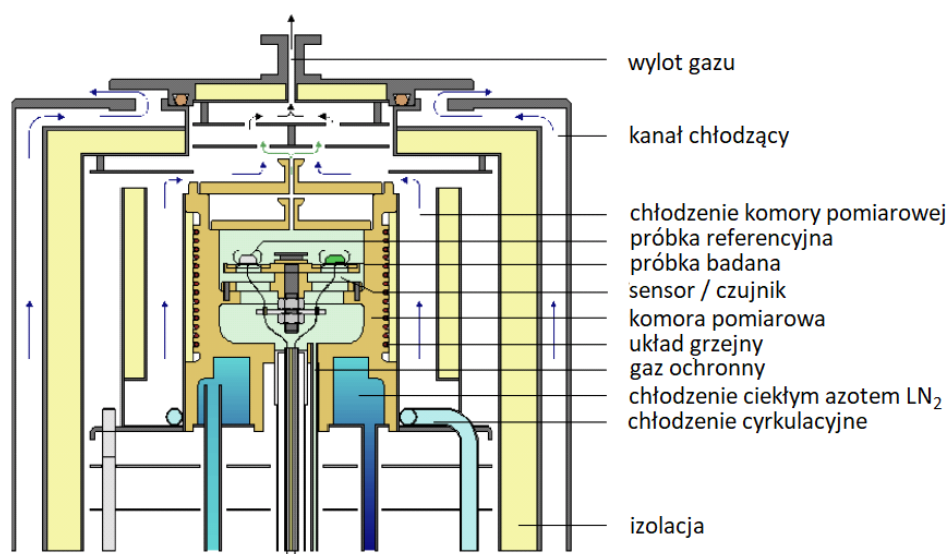 wylot gazu
kanał chłodzący
chłodzenie komory pomiarowej
próbka referencyjna
próbka badana
sensor / czujnik
komora pomiarowa
układ grzejny
gaz ochronny
chłodzenie ciekłym azotem LN₂
chłodzenie cyrkulacyjne
izolacja